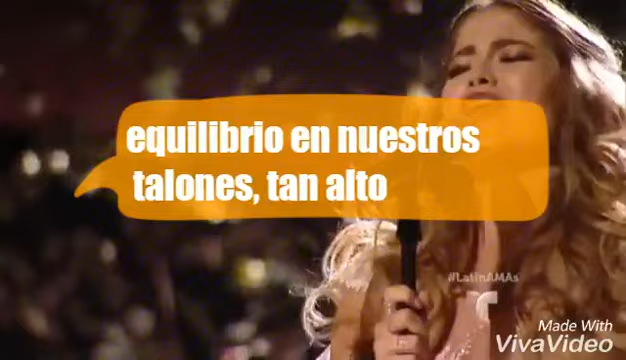 equilibrio en nuestros
talones, tan alto
#LatinAMAs
Made With
VivaVideo